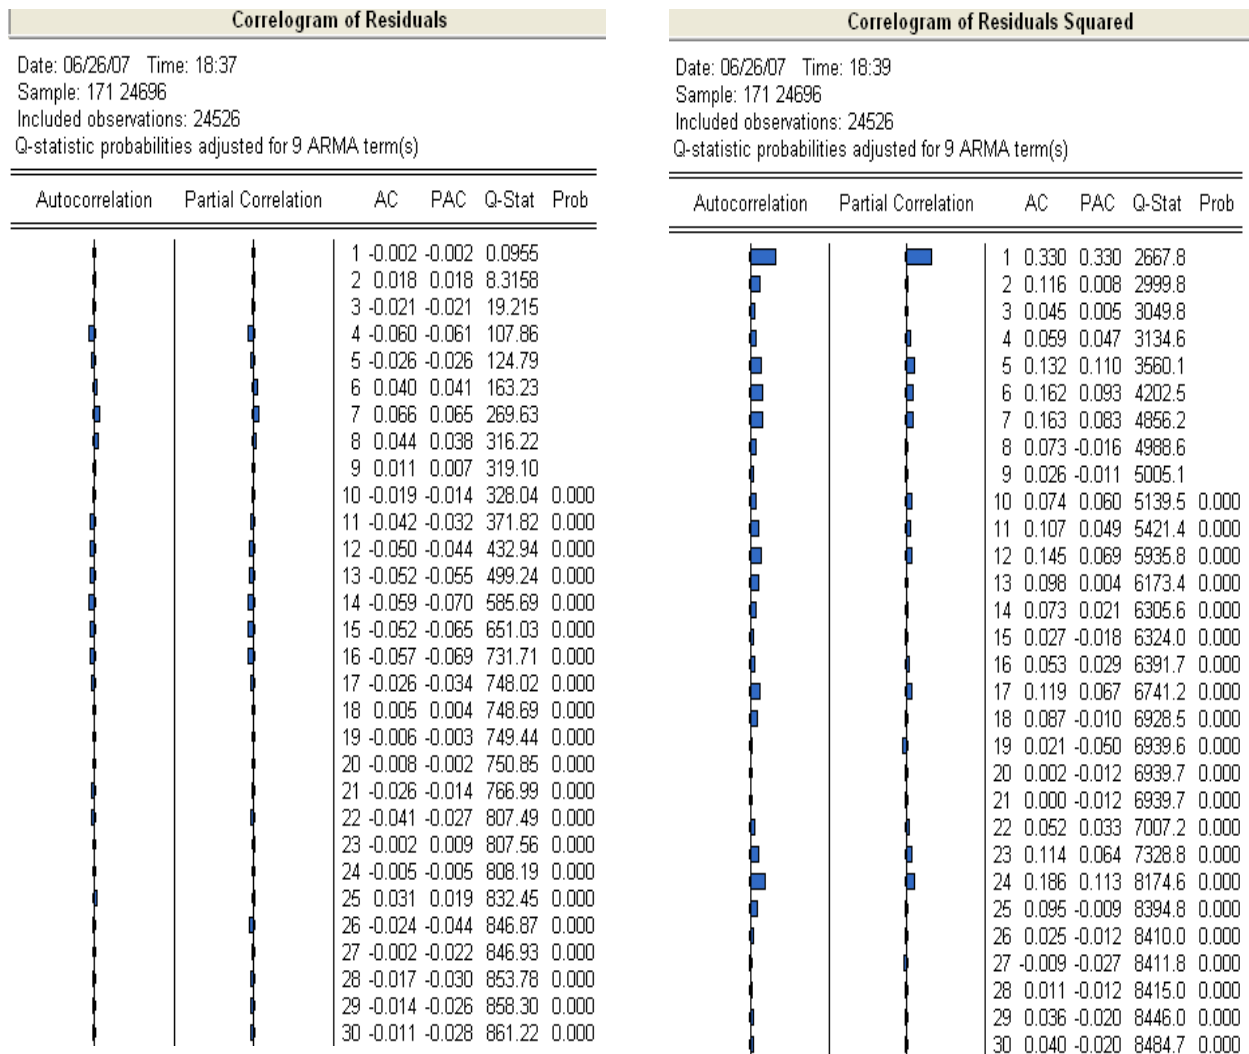 Correlogram of Residuals
Date: 06/26/07 Time: 18:37
Sample: 171 24696
Included observations: 24526
Q-statistic probabilities adjusted for 9 ARMA term(s)
Autocorrelation Partial Correlation AC PAC Q-Stat Prob
1 -0.002 -0.002 0.0955
2 0.018 0.018 8.3158
3 -0.021 -0.021 19.215
4 -0.060 -0.061 107.86
5 -0.026 -0.026 124.79
6 0.040 0.041 163.23
7 0.066 0.065 269.63
8 0.044 0.038 316.22
9 0.011 0.007 319.10
10 -0.019 -0.014 328.04 0.000
11 -0.042 -0.032 371.82 0.000
12 -0.050 -0.044 432.94 0.000
13 -0.052 -0.055 499.24 0.000
14 -0.059 -0.070 585.69 0.000
15 -0.052 -0.065 651.03 0.000
16 -0.057 -0.069 731.71 0.000
17 -0.026 -0.034 748.02 0.000
18 0.005 0.004 748.69 0.000
19 -0.006 -0.003 749.44 0.000
20 -0.008 -0.002 750.85 0.000
21 -0.026 -0.014 766.99 0.000
22 -0.041 -0.027 807.49 0.000
23 -0.002 0.009 807.56 0.000
24 -0.005 -0.005 808.19 0.000
25 0.031 0.019 832.45 0.000
26 -0.024 -0.044 846.87 0.000
27 -0.002 -0.022 846.93 0.000
28 -0.017 -0.030 853.78 0.000
29 -0.014 -0.026 858.30 0.000
30 -0.011 -0.028 861.22 0.000
Correlogram of Residuals Squared
Date: 06/26/07 Time: 18:39
Sample: 171 24696
Included observations: 24526
Q-statistic probabilities adjusted for 9 ARMA term(s)
Autocorrelation Partial Correlation AC PAC Q-Stat Prob
1 0.330 0.330 2667.8
2 0.116 0.008 2999.8
3 0.045 0.005 3049.8
4 0.059 0.047 3134.6
5 0.132 0.110 3560.1
6 0.162 0.093 4202.5
7 0.163 0.083 4856.2
8 0.073 -0.016 4988.6
9 0.026 -0.011 5005.1
10 0.074 0.060 5139.5 0.000
11 0.107 0.049 5421.4 0.000
12 0.145 0.069 5935.8 0.000
13 0.098 0.004 6173.4 0.000
14 0.073 0.021 6305.6 0.000
15 0.027 -0.018 6324.0 0.000
16 0.053 0.029 6391.7 0.000
17 0.119 0.067 6741.2 0.000
18 0.087 -0.010 6928.5 0.000
19 0.021 -0.050 6939.6 0.000
20 0.002 -0.012 6939.7 0.000
21 0.000 -0.012 6939.7 0.000
22 0.052 0.033 7007.2 0.000
23 0.114 0.064 7328.8 0.000
24 0.186 0.113 8174.6 0.000
25 0.095 -0.009 8394.8 0.000
26 0.025 -0.012 8410.0 0.000
27 -0.009 -0.027 8411.8 0.000
28 0.011 -0.012 8415.0 0.000
29 0.036 -0.020 8446.0 0.000
30 0.040 -0.020 8484.7 0.000